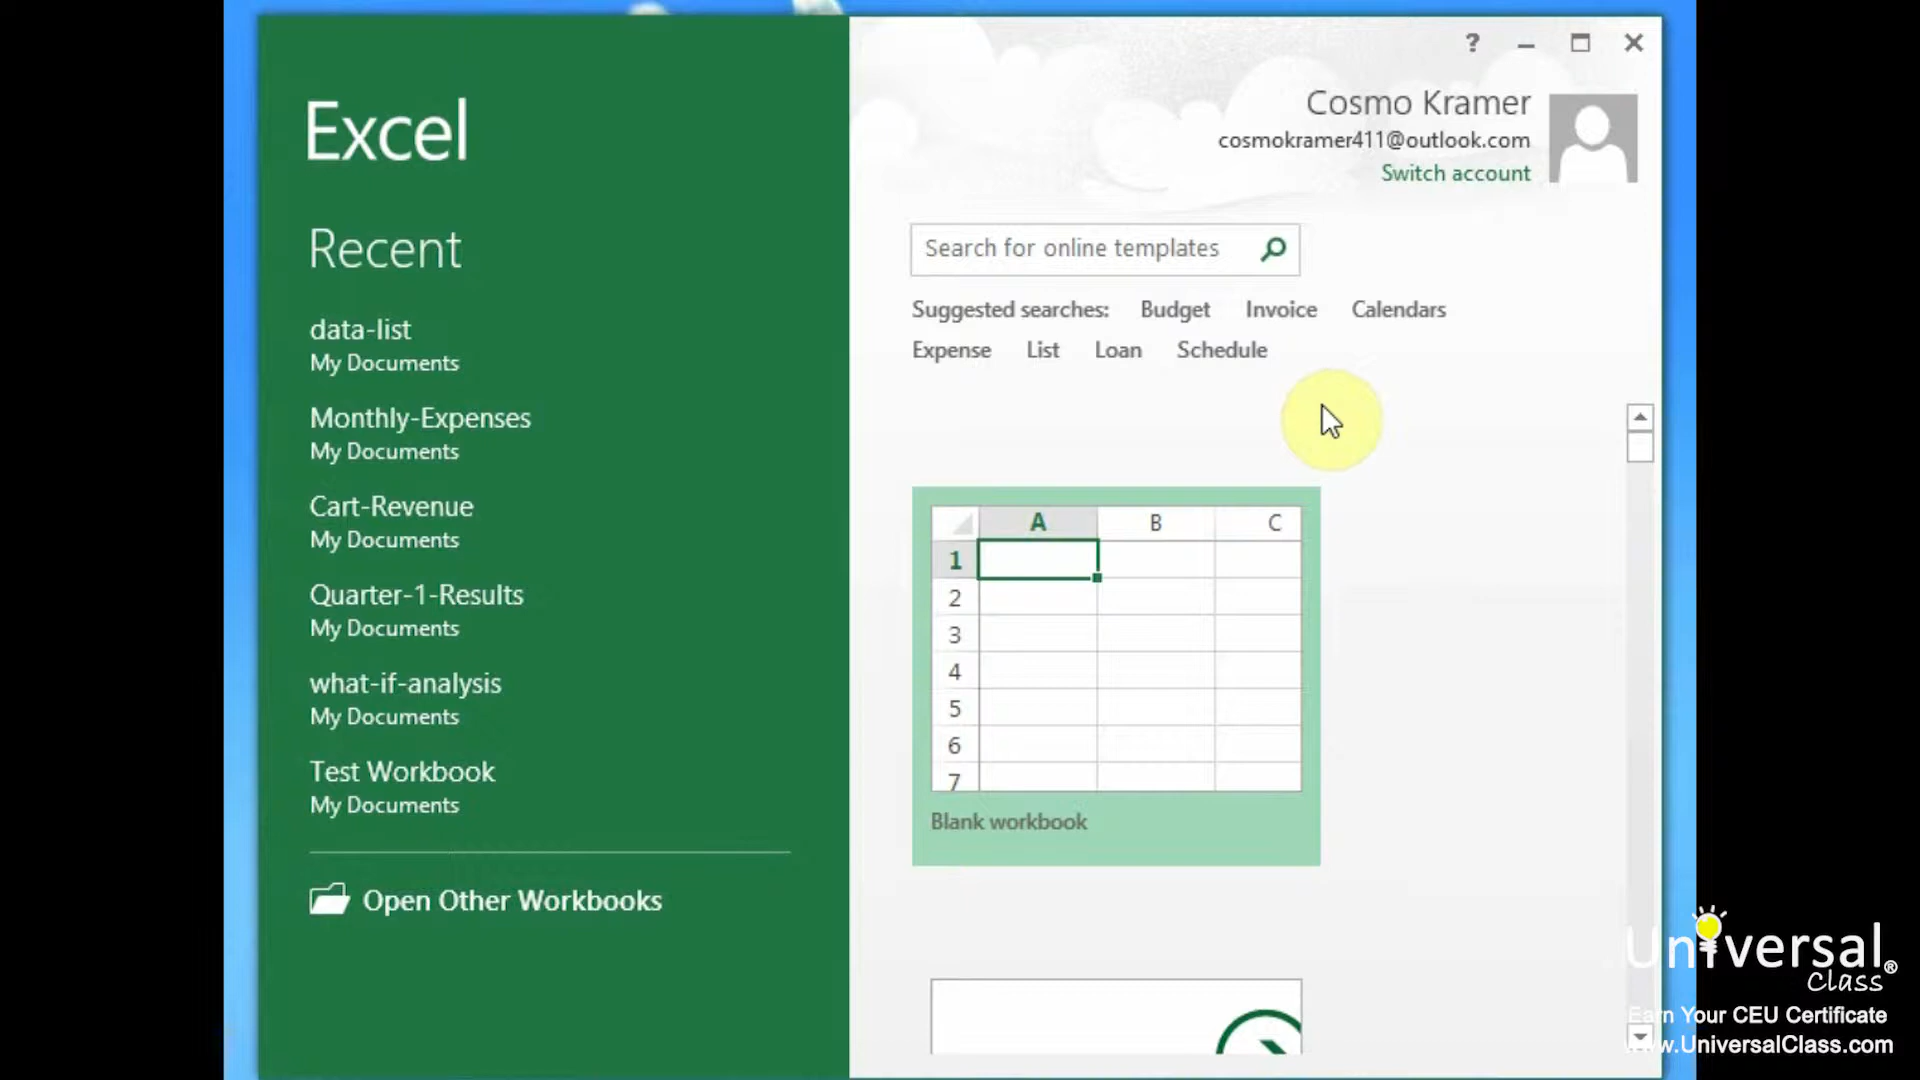 ?
Excel
Cosmo Kramer
cosmokramer411@outlook.com
Switch account
Recent
data-list
My Documents
Monthly-Expenses
My Documents
Cart-Revenue
My Documents
Quarter-1-Results
My Documents
what-if-analysis
My Documents
Test Workbook
My Documents
Open Other Workbooks
Search for online templates
Suggested searches: Budget Invoice Calendars
Expense List Loan Schedule
A B C
1
2
3
4
5
6
7
Blank workbook
Universal®
Class
Earn Your CEU Certificate
www.UniversalClass.com